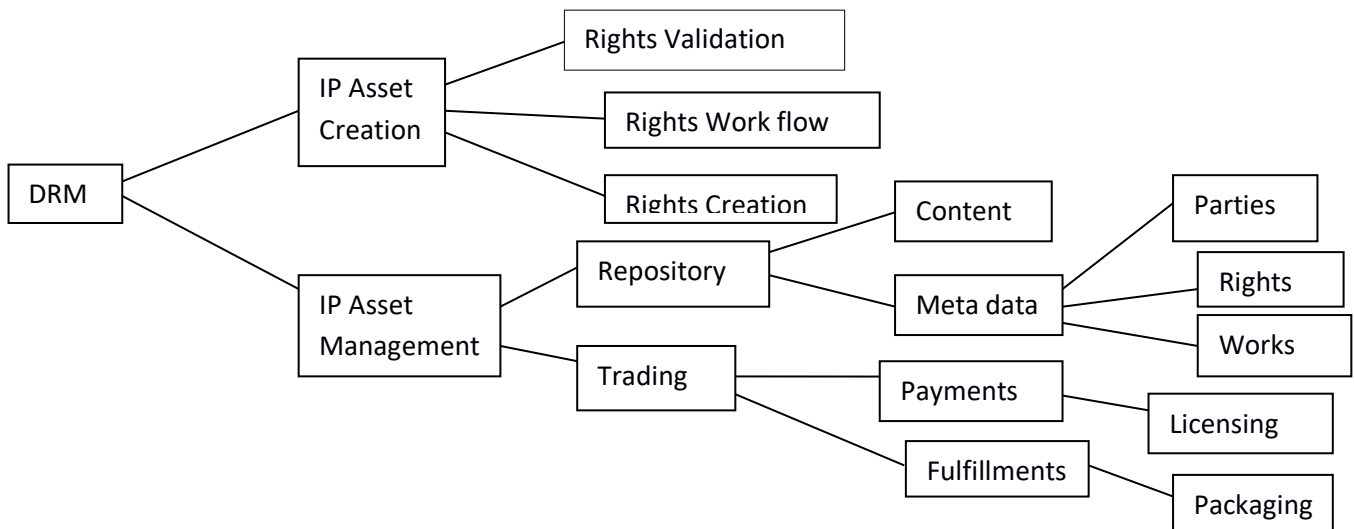 Rights Validation
IP Asset
Creation
Rights Work flow
DRM
Rights Creation
Content
Parties
Repository
Rights
IP Asset
Management
Meta data
Works
Trading
Payments
Licensing
Fulfillments
Packaging